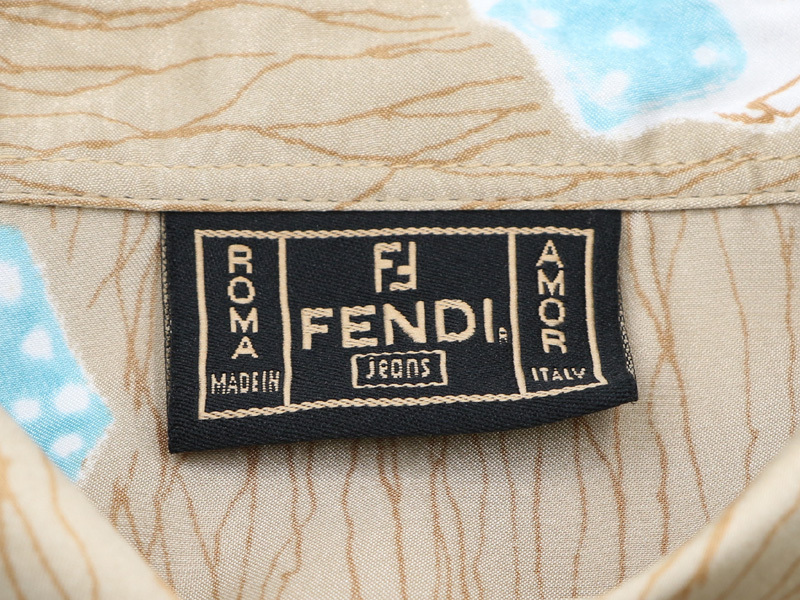 ROMA
MADE IN
FF
FENDI
jeans
AMOR
ITALY